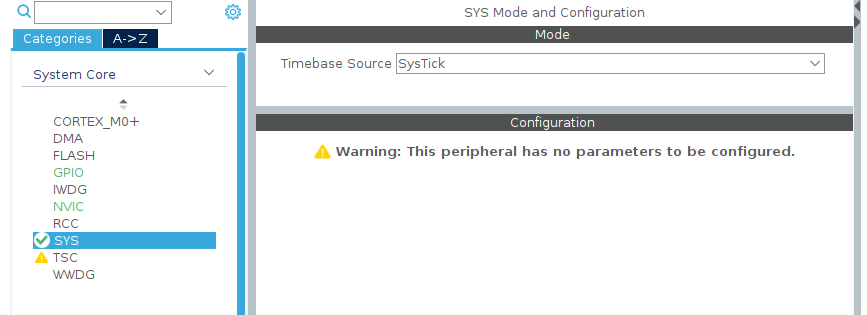 Categories
A->Z
System Core
CORTEX_M0+
DMA
FLASH
GPIO
IWDG
NVIC
RCC
SYS
TSC
WWDG
SYS Mode and Configuration
Mode
Timebase Source SysTick
Configuration
Warning: This peripheral has no parameters to be configured.